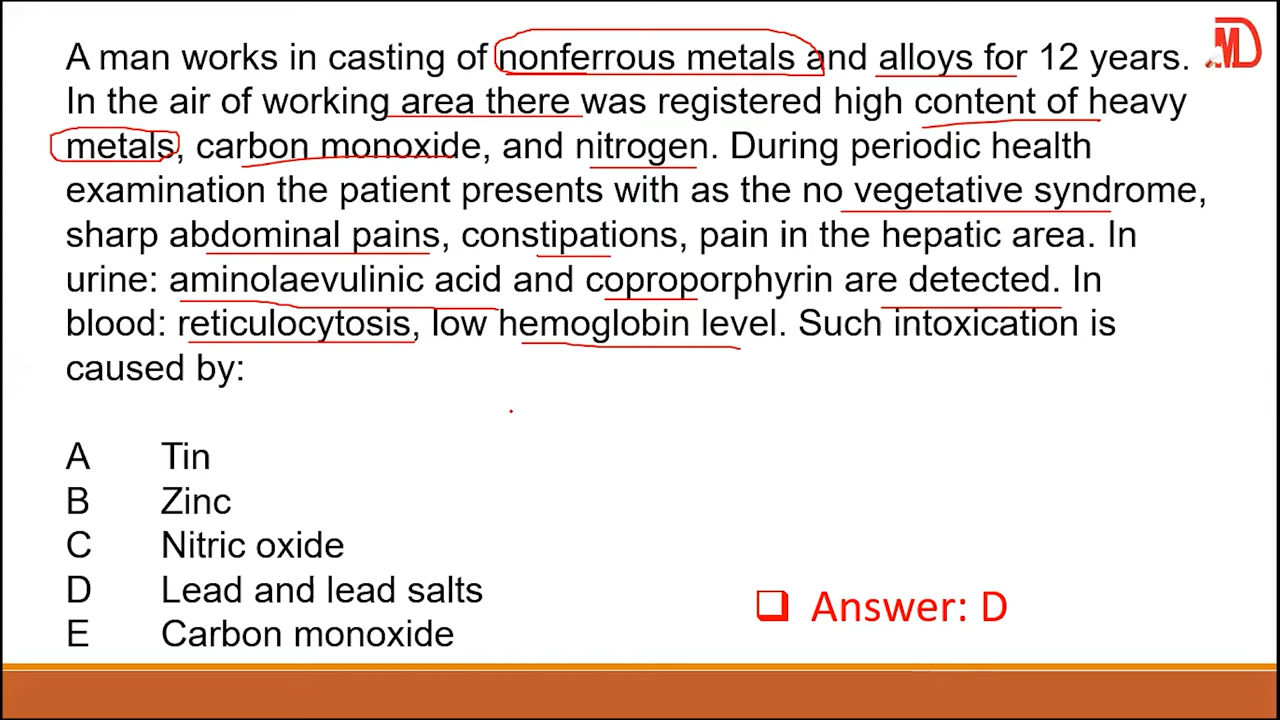 A man works in casting of nonferrous metals and alloys for 12 years.
In the air of working area there was registered high content of heavy
metals, carbon monoxide, and nitrogen. During periodic health
examination the patient presents with as the no vegetative syndrome,
sharp abdominal pains, constipations, pain in the hepatic area. In
urine: aminolaevulinic acid and coproporphyrin are detected. In
blood: reticulocytosis, low hemoglobin level. Such intoxication is
caused by:
A Tin
B Zinc
C Nitric oxide
D Lead and lead salts
E Carbon monoxide
Answer: D
MD